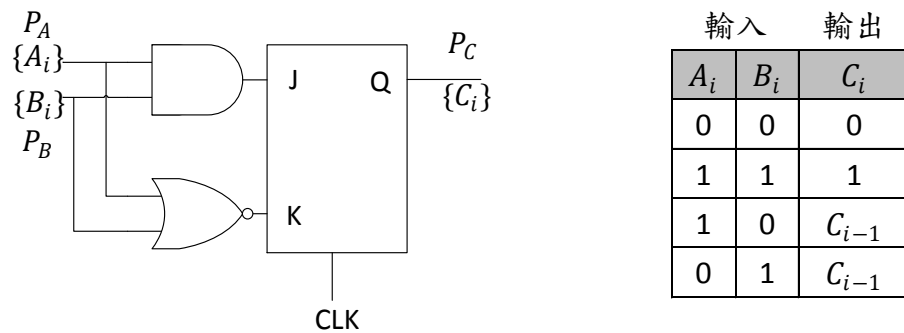 P_A
{A_i}
{B_i}
P_B
J
Q
K
CLK
P_C
{C_i}
輸入 輸出
A_i B_i C_i
0 0 0
1 1 1
1 0 C_{i-1}
0 1 C_{i-1}